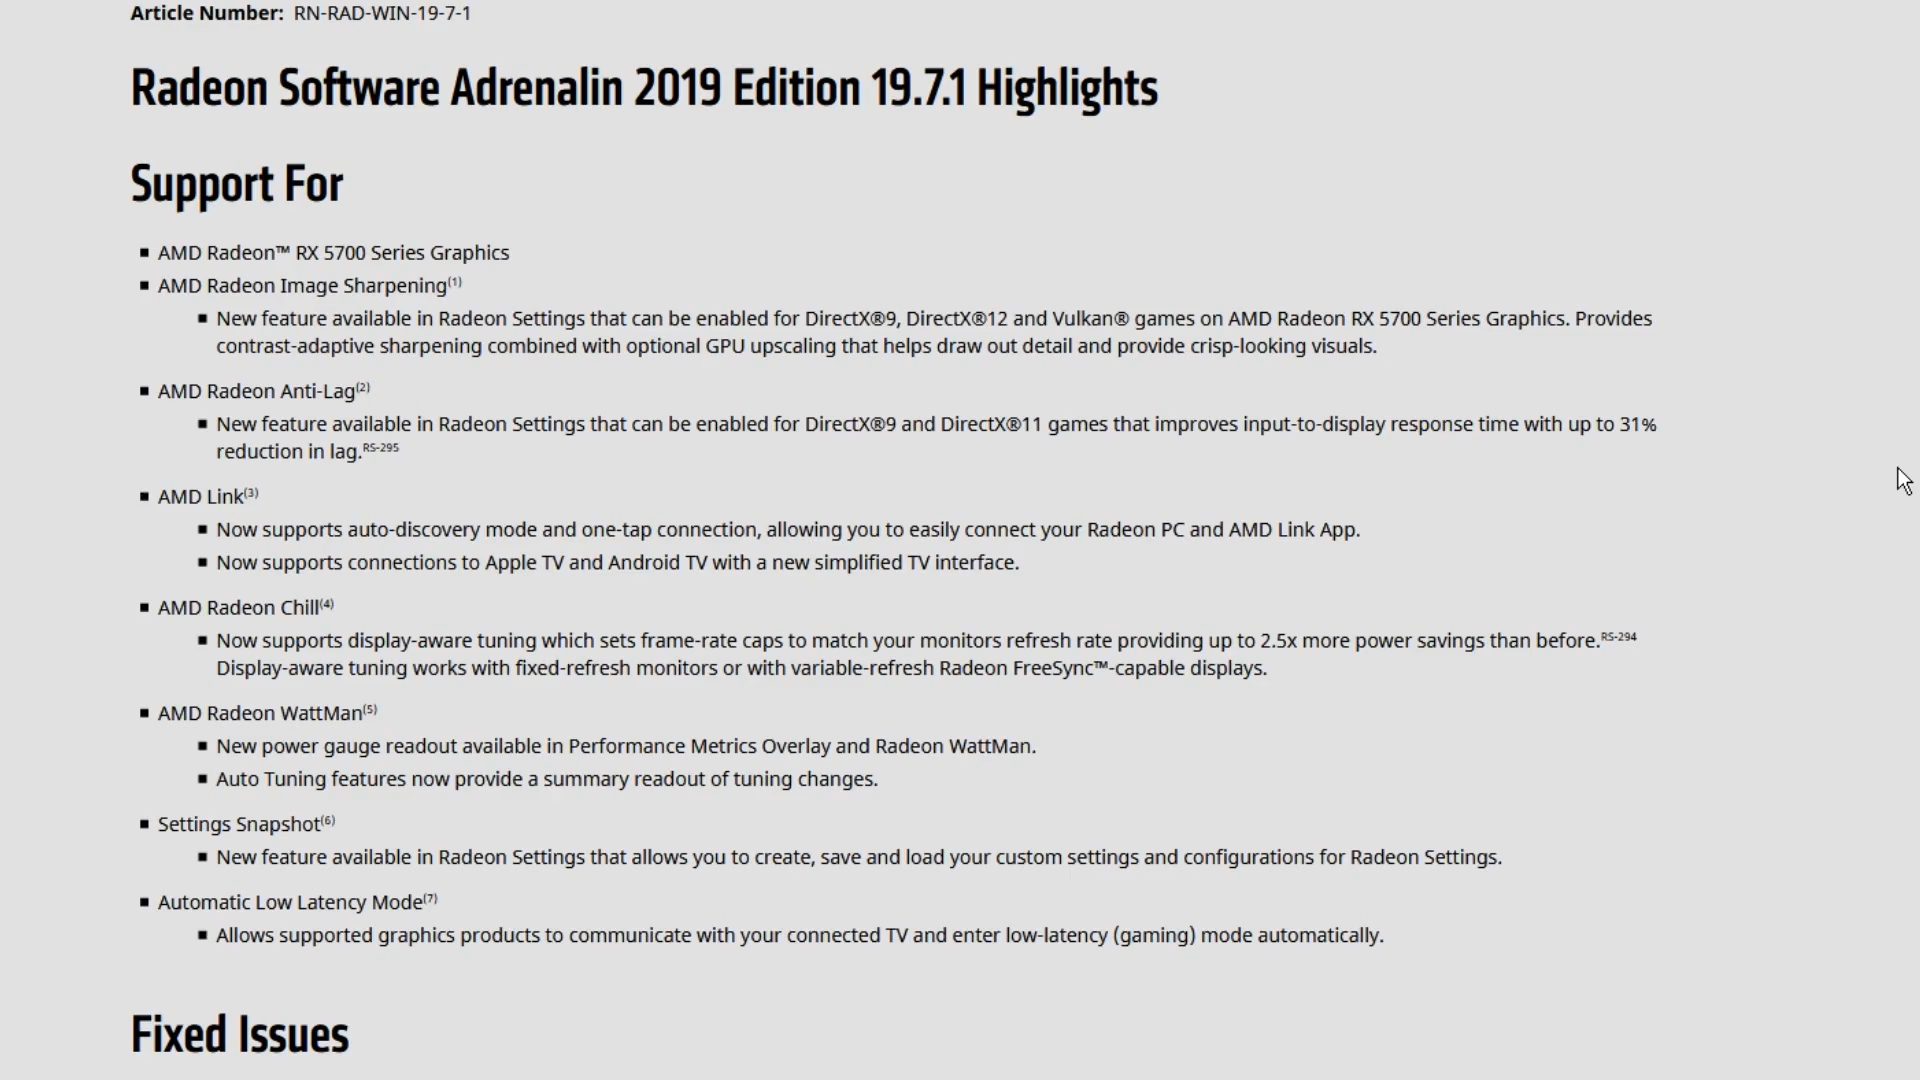 Article Number: RN-RAD-WIN-19-7-1
Radeon Software Adrenalin 2019 Edition 19.7.1 Highlights
Support For
AMD Radeon™ RX 5700 Series Graphics
AMD Radeon Image Sharpening(1)
New feature available in Radeon Settings that can be enabled for DirectX®9, DirectX®12 and Vulkan® games on AMD Radeon RX 5700 Series Graphics. Provides
contrast-adaptive sharpening combined with optional GPU upscaling that helps draw out detail and provide crisp-looking visuals.
AMD Radeon Anti-Lag(2)
New feature available in Radeon Settings that can be enabled for DirectX®9 and DirectX®11 games that improves input-to-display response time with up to 31%
reduction in lag.RS-295
AMD Link(3)
Now supports auto-discovery mode and one-tap connection, allowing you to easily connect your Radeon PC and AMD Link App.
Now supports connections to Apple TV and Android TV with a new simplified TV interface.
AMD Radeon Chill(4)
Now supports display-aware tuning which sets frame-rate caps to match your monitors refresh rate providing up to 2.5x more power savings than before.RS-294
Display-aware tuning works with fixed-refresh monitors or with variable-refresh Radeon FreeSync™-capable displays.
AMD Radeon WattMan(5)
New power gauge readout available in Performance Metrics Overlay and Radeon WattMan.
Auto Tuning features now provide a summary readout of tuning changes.
Settings Snapshot(6)
New feature available in Radeon Settings that allows you to create, save and load your custom settings and configurations for Radeon Settings.
Automatic Low Latency Mode(7)
Allows supported graphics products to communicate with your connected TV and enter low-latency (gaming) mode automatically.
Fixed Issues